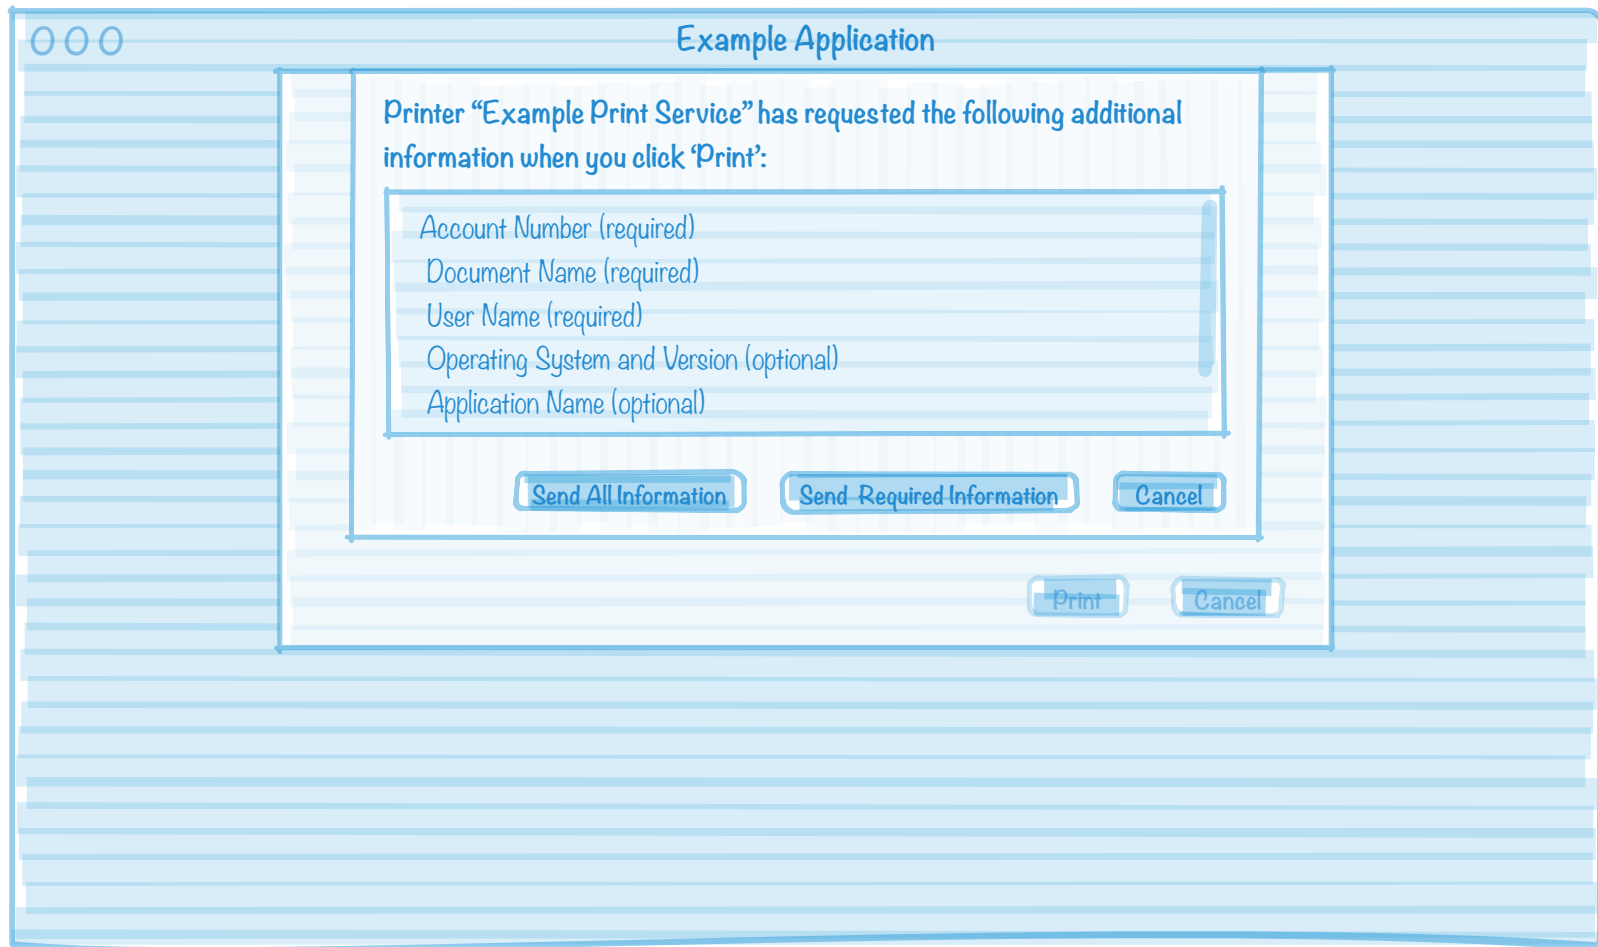 Example Application
Printer “Example Print Service” has requested the following additional
information when you click ‘Print’:
Account Number (required)
Document Name (required)
User Name (required)
Operating System and Version (optional)
Application Name (optional)
Send All Information Send Required Information Cancel
Print Cancel